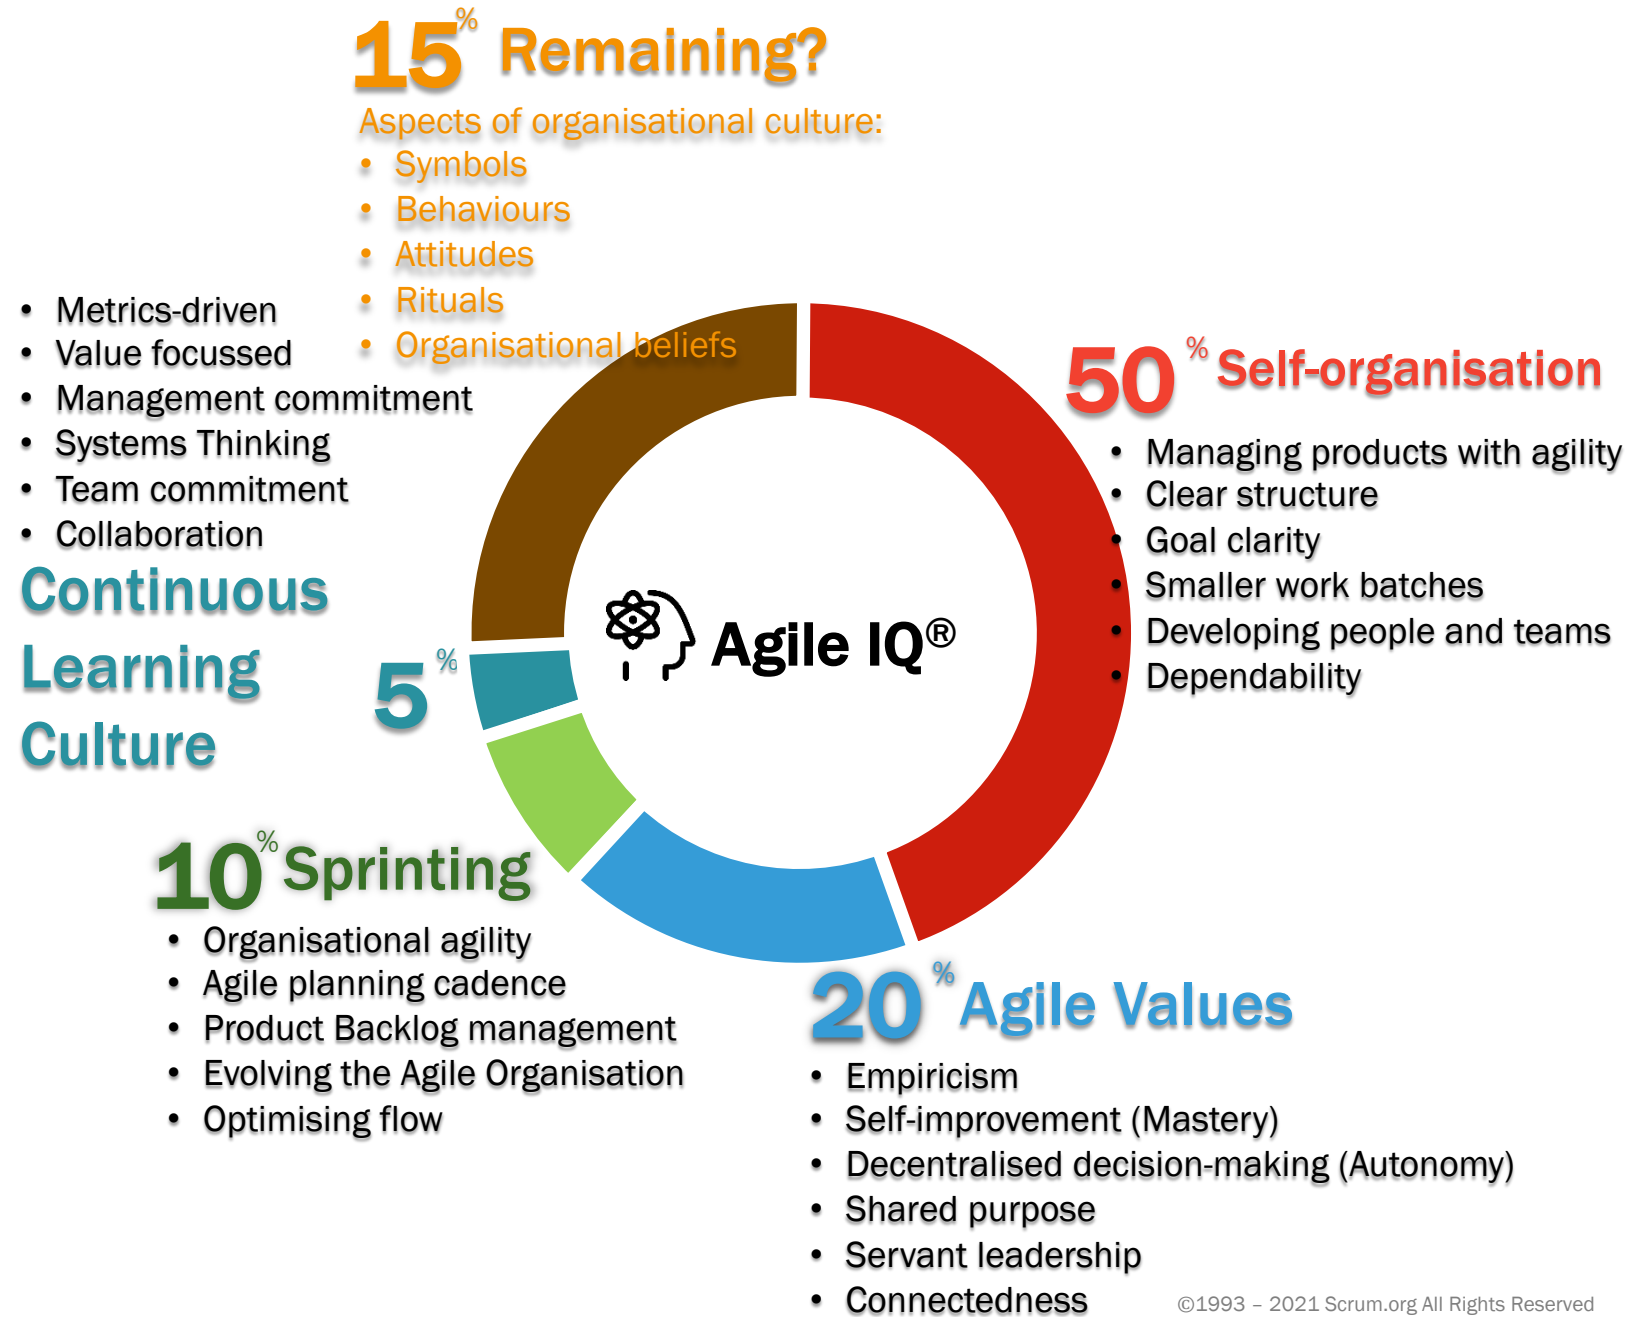 15% Remaining?
Aspects of organisational culture:
• Symbols
• Behaviours
• Attitudes
• Rituals
• Organisational beliefs
• Metrics-driven
• Value focussed
• Management commitment
• Systems Thinking
• Team commitment
• Collaboration
Continuous
Learning
Culture
5%
50% Self-organisation
• Managing products with agility
• Clear structure
• Goal clarity
• Smaller work batches
• Developing people and teams
• Dependability
Agile IQ®
10% Sprinting
• Organisational agility
• Agile planning cadence
• Product Backlog management
• Evolving the Agile Organisation
• Optimising flow
20% Agile Values
• Empiricism
• Self-improvement (Mastery)
• Decentralised decision-making (Autonomy)
• Shared purpose
• Servant leadership
• Connectedness
©1993 – 2021 Scrum.org All Rights Reserved